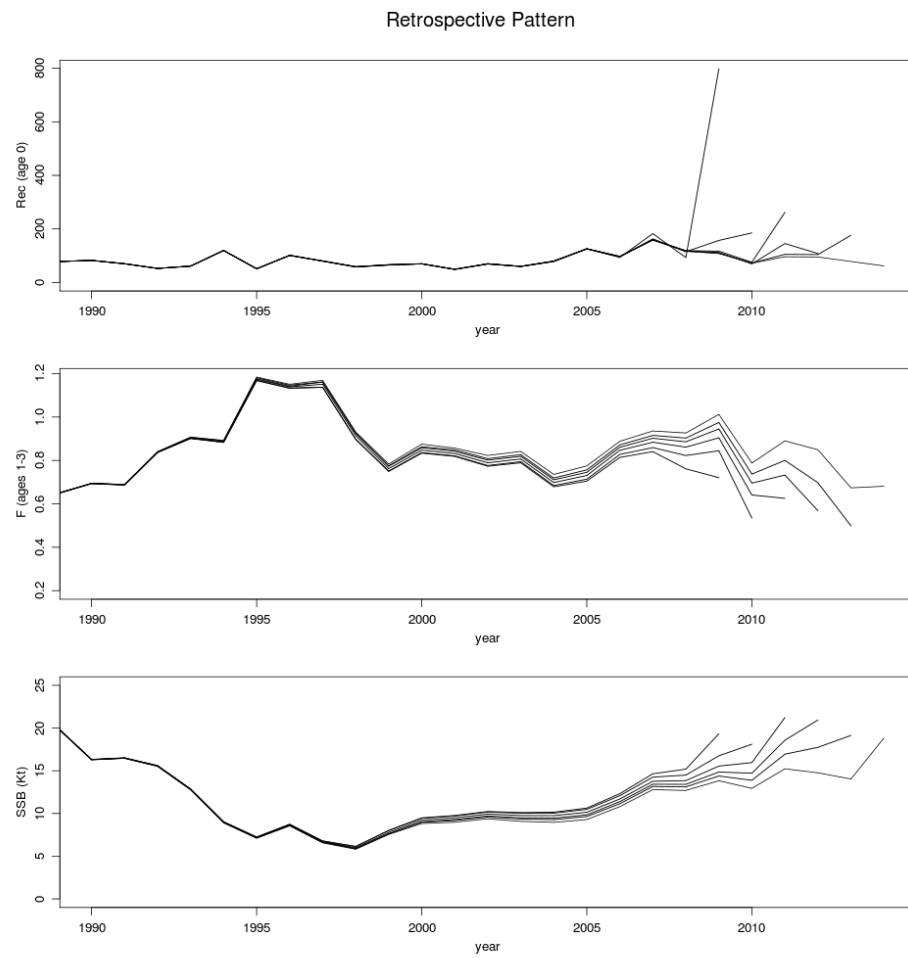 Retrospective Pattern
Rec (age 0)
800
600
400
200
0
1990 1995 2000 2005 2010
year
F (ages 1-3)
1.2
1.0
0.8
0.6
0.4
0.2
1990 1995 2000 2005 2010
year
SSB (Kt)
25
20
15
10
5
0
1990 1995 2000 2005 2010
year